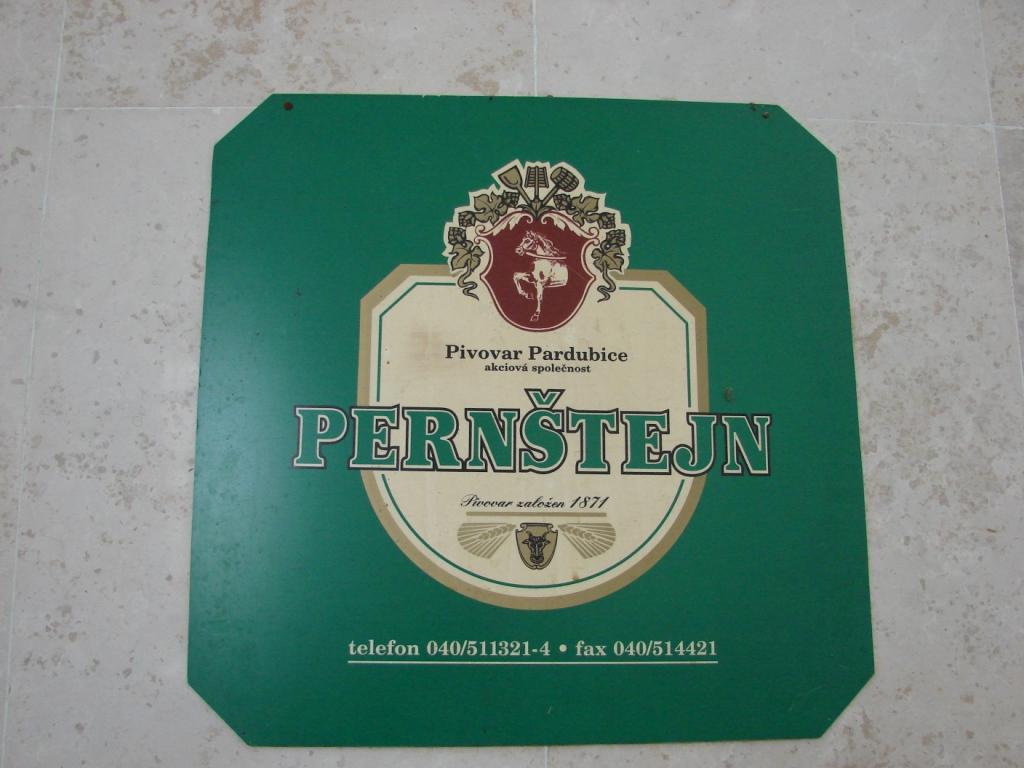 Pivovar Pardubice
akciová společnost
PERNŠTEJN
Pivovar založen 1871
telefon 040/511321-4 • fax 040/514421